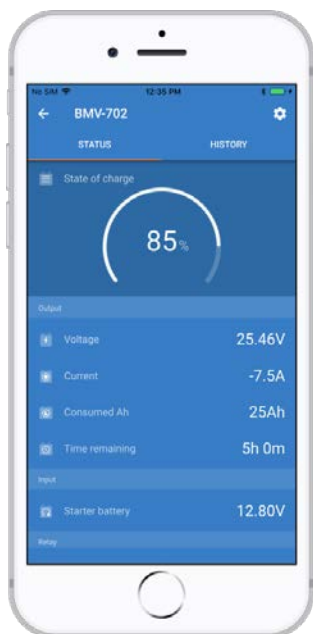 No SIM 12:35 PM
BMV-702
STATUS HISTORY
State of charge
85%
Output
Voltage 25.46V
Current -7.5A
Consumed Ah 25Ah
Time remaining 5h 0m
Input
Starter battery 12.80V
Relay